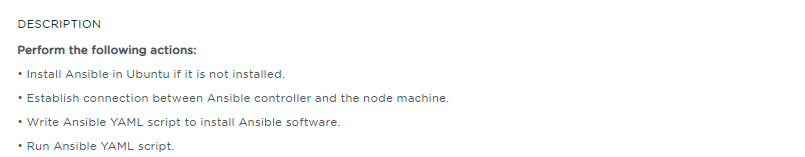 DESCRIPTION
Perform the following actions:
• Install Ansible in Ubuntu if it is not installed.
• Establish connection between Ansible controller and the node machine.
• Write Ansible YAML script to install Ansible software.
• Run Ansible YAML script.